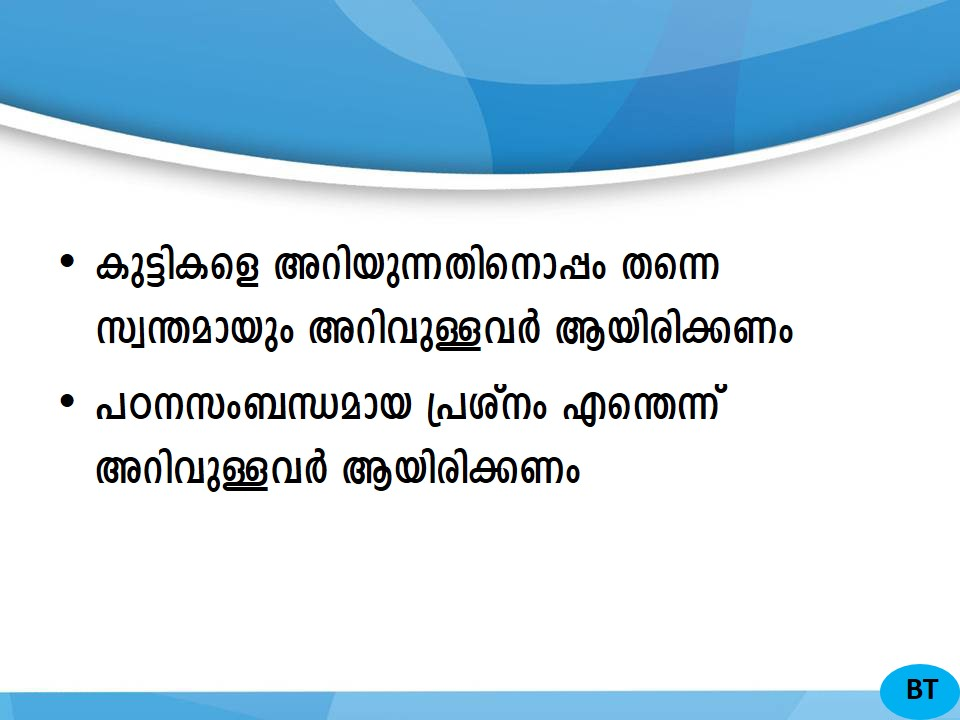 • കുട്ടികളെ അറിയുന്നതിനൊപ്പം തന്നെ
സ്വന്തമായും അറിവുള്ളവർ ആയിരിക്കണം
• പഠനസംബന്ധമായ പ്രശ്നം എന്തെന്ന്
അറിവുള്ളവർ ആയിരിക്കണം
BT